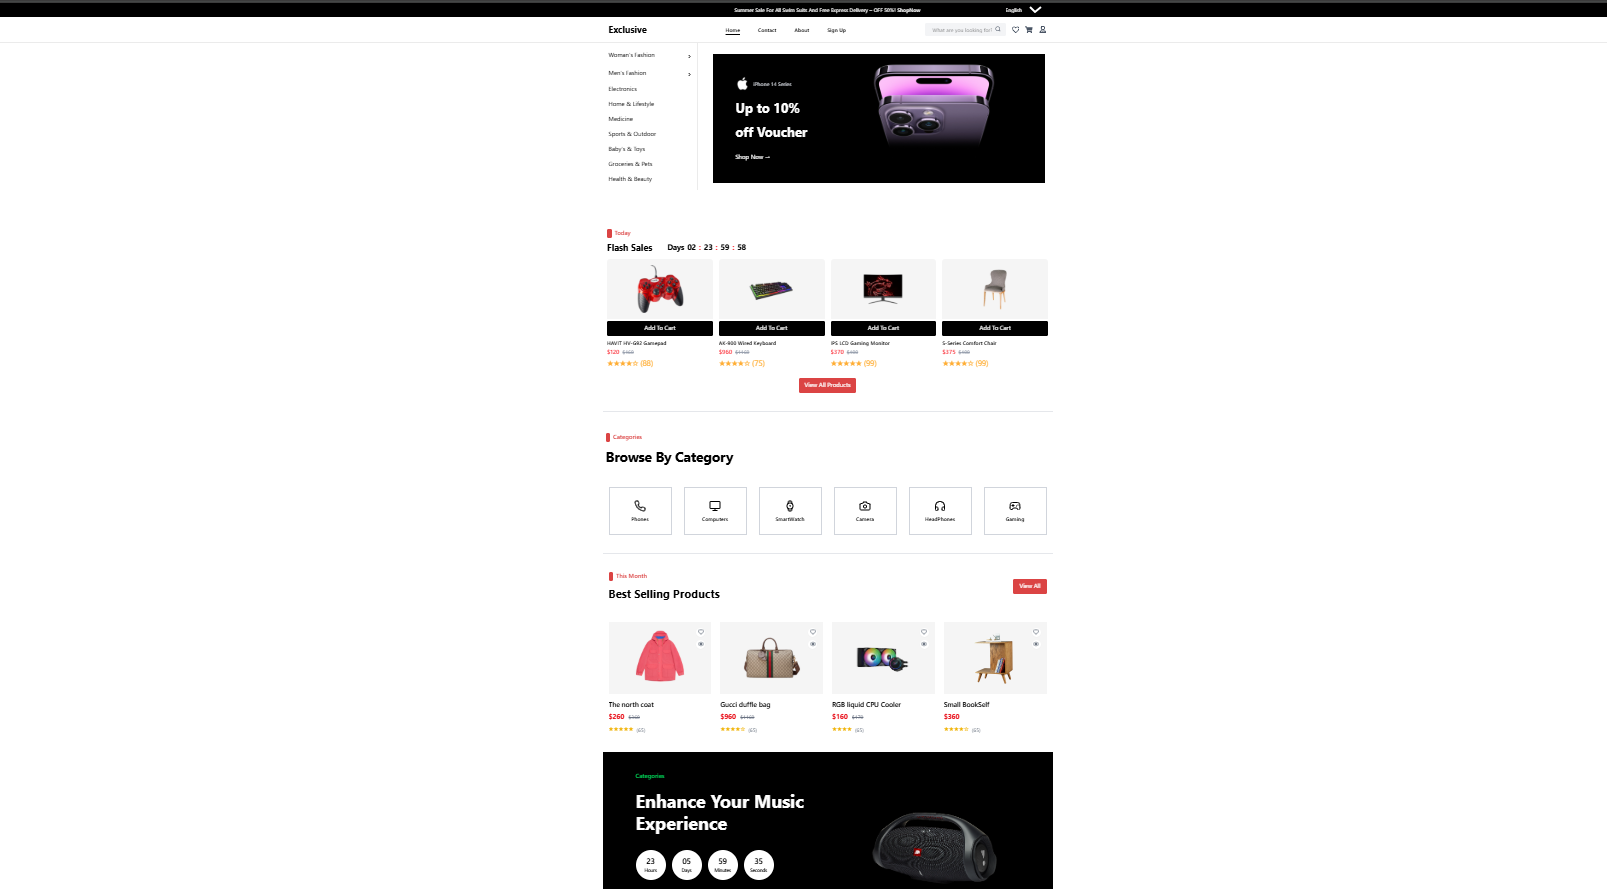 Summer Sale For All Swim Suits And Free Express Delivery – OFF 50%! ShopNow
English
Exclusive
Home
Contact
About
Sign Up
What are you looking for?
Woman's Fashion
Men's Fashion
Electronics
Home & Lifestyle
Medicine
Sports & Outdoor
Baby's & Toys
Groceries & Pets
Health & Beauty
iPhone 14 Series
Up to 10%
off Voucher
Shop Now →
Today
Flash Sales
Days 02 : 23 : 59 : 58
Add To Cart
Add To Cart
Add To Cart
Add To Cart
HAVIT HV-G92 Gamepad
AK-900 Wired Keyboard
IPS LCD Gaming Monitor
S-Series Comfort Chair
$120 $160
$960 $1160
$370 $400
$375 $400
★★★★☆ (88)
★★★★☆ (75)
★★★★★ (99)
★★★★☆ (99)
View All Products
Categories
Browse By Category
Phones
Computers
SmartWatch
Camera
HeadPhones
Gaming
This Month
Best Selling Products
View All
The north coat
Gucci duffle bag
RGB liquid CPU Cooler
Small BookSelf
$260 $360
$960 $1160
$160 $170
$360
★★★★★ (65)
★★★★☆ (65)
★★★★ (65)
★★★★☆ (65)
Categories
Enhance Your Music
Experience
23
05
59
35
Hours
Days
Minutes
Seconds